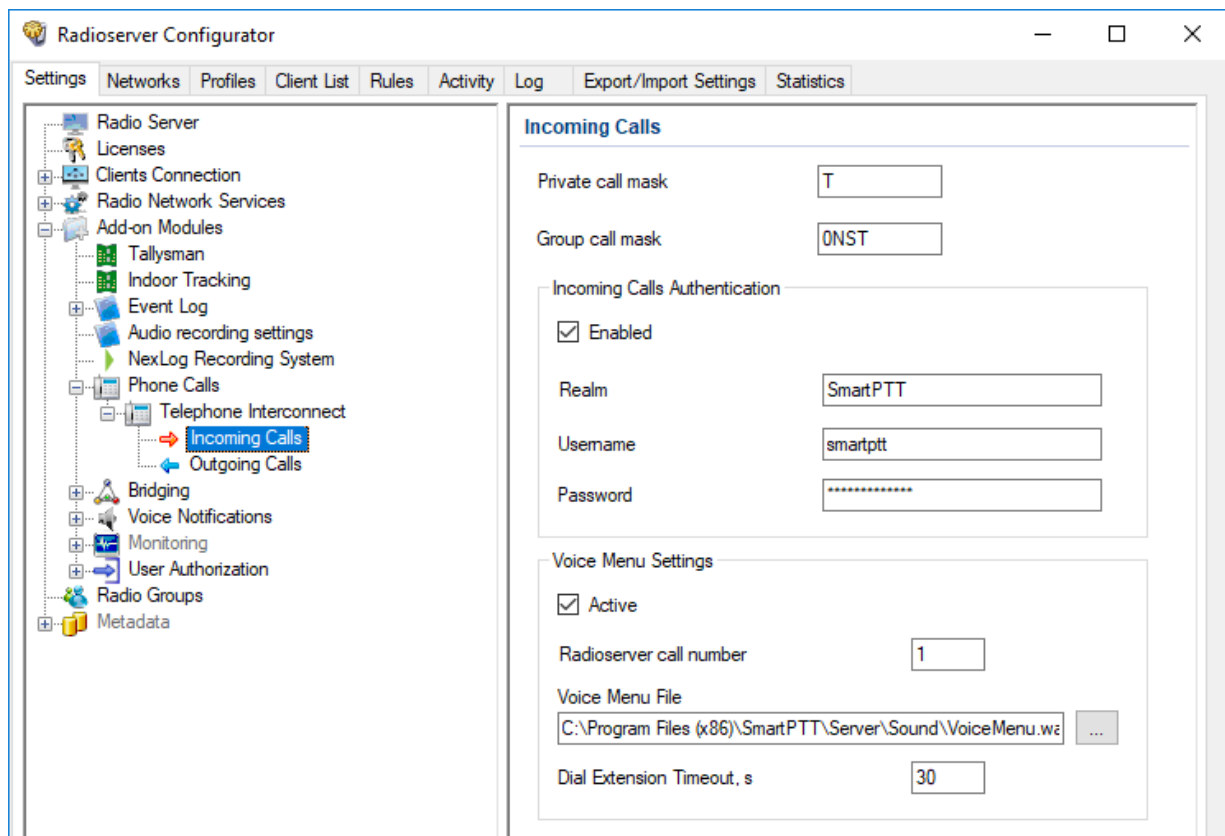 Radioserver Configurator
Settings Networks Profiles Client List Rules Activity Log Export/Import Settings Statistics
Radio Server
Licenses
Clients Connection
Radio Network Services
Add-on Modules
Tallysman
Indoor Tracking
Event Log
Audio recording settings
NexLog Recording System
Phone Calls
Telephone Interconnect
Incoming Calls
Outgoing Calls
Bridging
Voice Notifications
Monitoring
User Authorization
Radio Groups
Metadata
Incoming Calls
Private call mask T
Group call mask 0NST
Incoming Calls Authentication
Enabled
Realm SmartPTT
Username smartptt
Password *************
Voice Menu Settings
Active
Radioserver call number 1
Voice Menu File
C:\Program Files (x86)\SmartPTT\Server\Sound\VoiceMenu.wa ...
Dial Extension Timeout, s 30